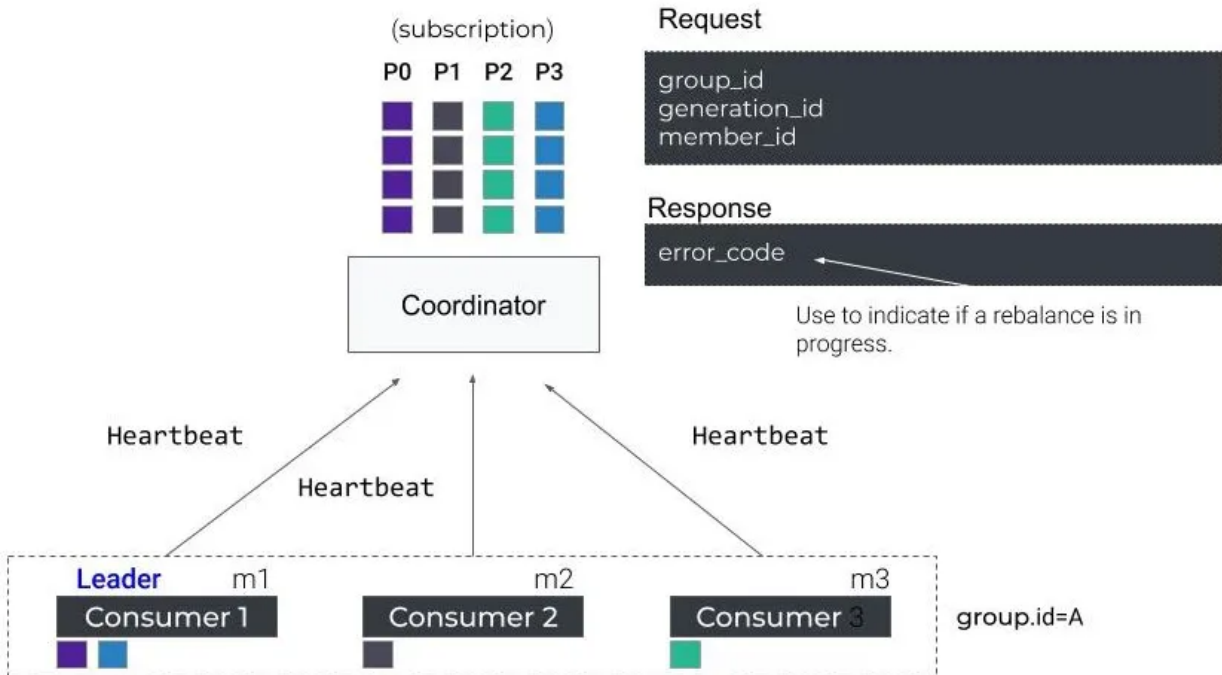 (subscription)
P0 P1 P2 P3
Coordinator
Request
group_id
generation_id
member_id
Response
error_code
Use to indicate if a rebalance is in
progress.
Heartbeat
Heartbeat
Heartbeat
Leader m1
Consumer 1
m2
Consumer 2
m3
Consumer 3
group.id=A